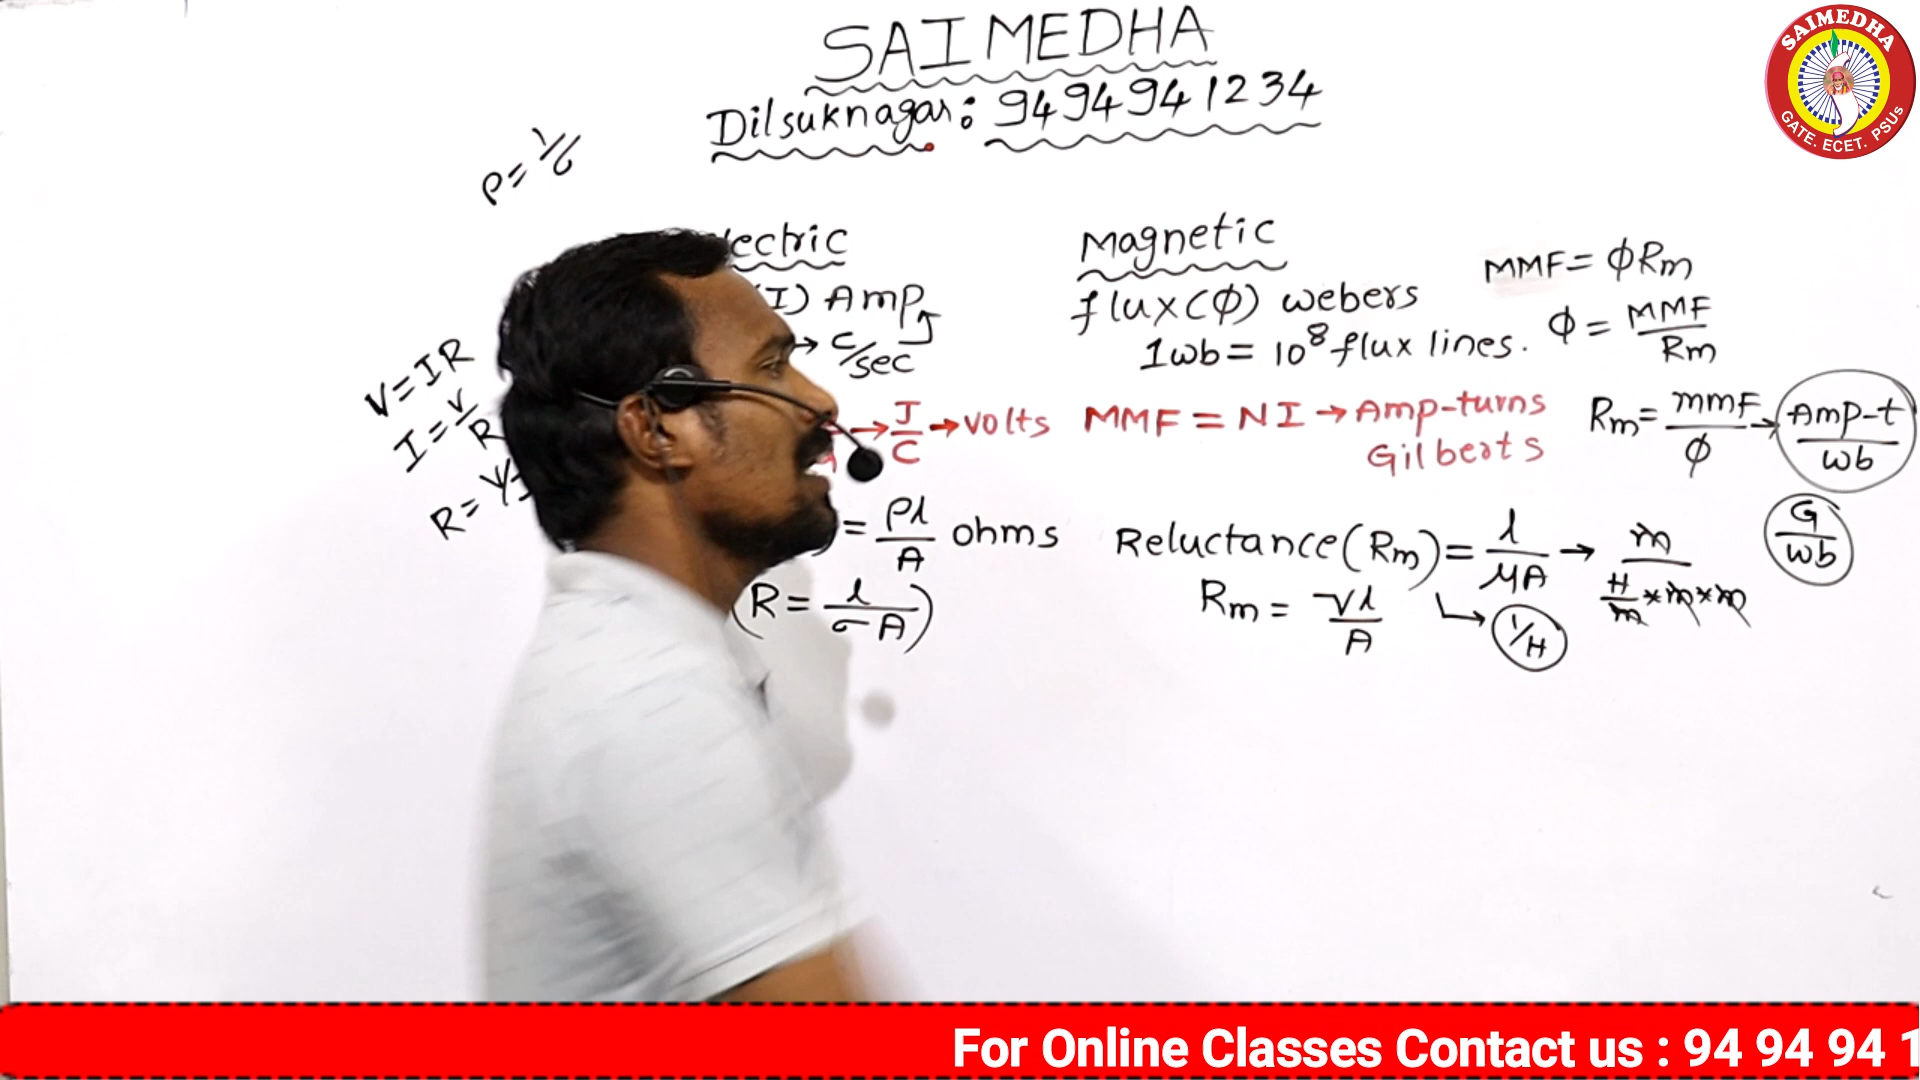 SAIMEDHA
Dilsuknagar: 9494941234
SAIMEDHA
GATE. ECET. PSUs
ρ = 1/σ
V = IR
I = V/R
R =
lectric
(I) Amp
→ C/sec
→ J/C → volts
= ρl/A ohms
(R = l/σA)
Magnetic
flux(ϕ) webers
1wb = 10⁸ flux lines.
MMF = NI → Amp-turns
Gilberts
Reluctance(Rm) = l/μA → m/(H/m * m * m)
Rm = νl/A
↳ 1/H
MMF = ϕRm
ϕ = MMF/Rm
Rm = mmF/ϕ → Amp-t/wb
G/wb
For Online Classes Contact us : 94 94 94 1